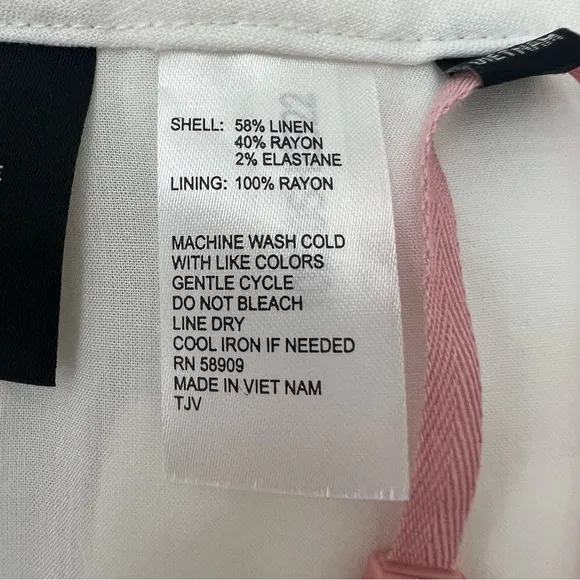 SHELL: 58% LINEN
40% RAYON
2% ELASTANE
LINING: 100% RAYON
MACHINE WASH COLD
WITH LIKE COLORS
GENTLE CYCLE
DO NOT BLEACH
LINE DRY
COOL IRON IF NEEDED
RN 58909
MADE IN VIET NAM
TJV
VIETNAM
E